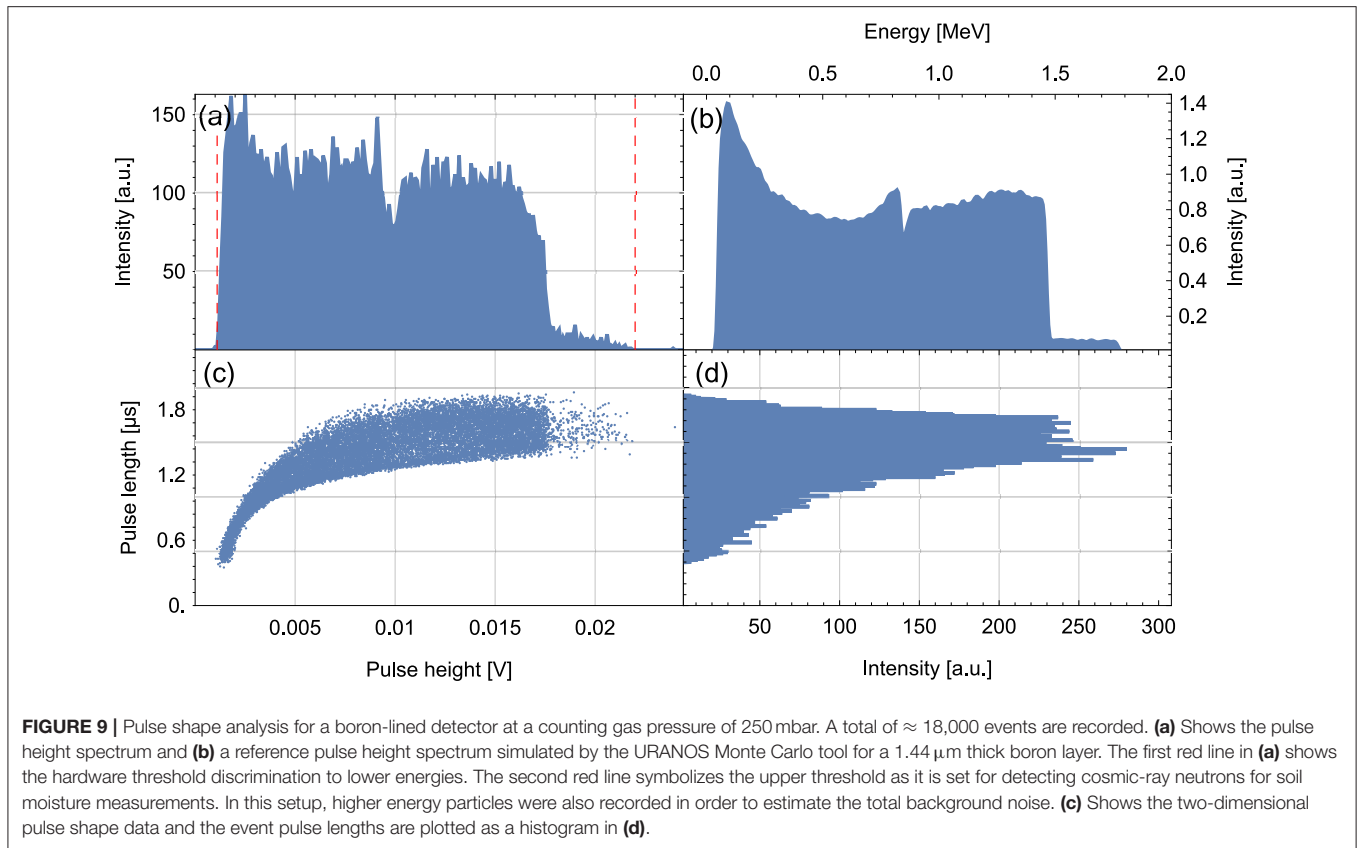 Energy [MeV]
0.0 0.5 1.0 1.5 2.0
(a)
150
100
50
Intensity [a.u.]
(b)
1.4
1.2
1.0
0.8
0.6
0.4
0.2
Intensity [a.u.]
(c)
1.8
1.2
0.6
0.
Pulse length [μs]
(d)
0.005 0.01 0.015 0.02
Pulse height [V]
50 100 150 200 250 300
Intensity [a.u.]
FIGURE 9 | Pulse shape analysis for a boron-lined detector at a counting gas pressure of 250 mbar. A total of ≈ 18,000 events are recorded. (a) Shows the pulse
height spectrum and (b) a reference pulse height spectrum simulated by the URANOS Monte Carlo tool for a 1.44 μm thick boron layer. The first red line in (a) shows
the hardware threshold discrimination to lower energies. The second red line symbolizes the upper threshold as it is set for detecting cosmic-ray neutrons for soil
moisture measurements. In this setup, higher energy particles were also recorded in order to estimate the total background noise. (c) Shows the two-dimensional
pulse shape data and the event pulse lengths are plotted as a histogram in (d).